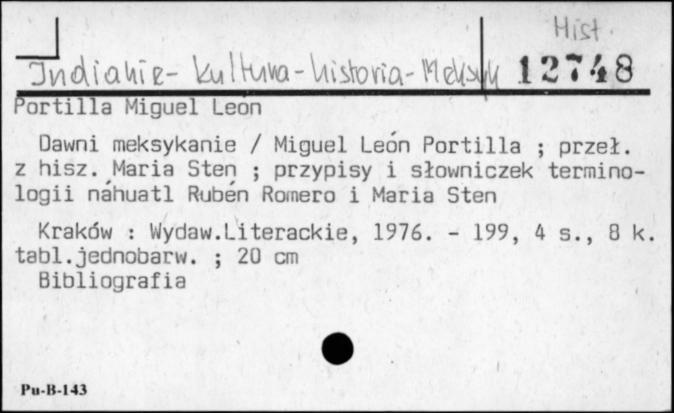 Hist.
Indianie - kultura - historia - Meksyk 12748
Portilla Miguel León
Dawni meksykanie / Miguel León Portilla ; przeł.
z hisz. Maria Sten ; przypisy i słowniczek termino-
logii náhuatl Rubén Romero i Maria Sten
Kraków : Wydaw.Literackie, 1976. - 199, 4 s., 8 k.
tabl.jednobarw. ; 20 cm
Bibliografia
Pu-B-143